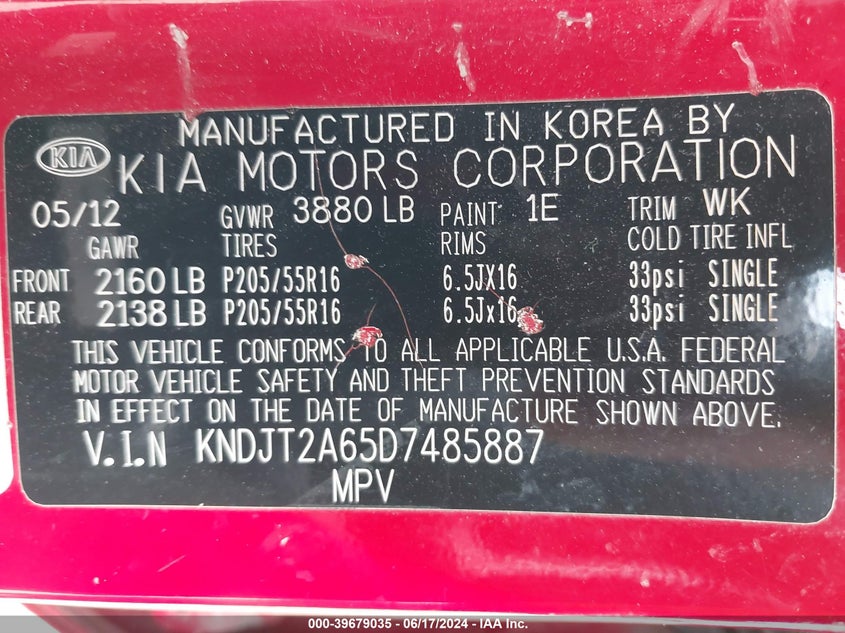 MANUFACTURED IN KOREA BY
KIA KIA MOTORS CORPORATION
05/12 GVWR 3880 LB PAINT 1E TRIM WK
GAWR TIRES RIMS COLD TIRE INFL
FRONT 2160 LB P205/55R16 6.5JX16 33psi SINGLE
REAR 2138 LB P205/55R16 6.5Jx16 33psi SINGLE
THIS VEHICLE CONFORMS TO ALL APPLICABLE U.S.A. FEDERAL
MOTOR VEHICLE SAFETY AND THEFT PREVENTION STANDARDS
IN EFFECT ON THE DATE OF MANUFACTURE SHOWN ABOVE.
V.I.N KNDJT2A65D7485887
MPV
000-39679035 - 06/17/2024 - IAA Inc.